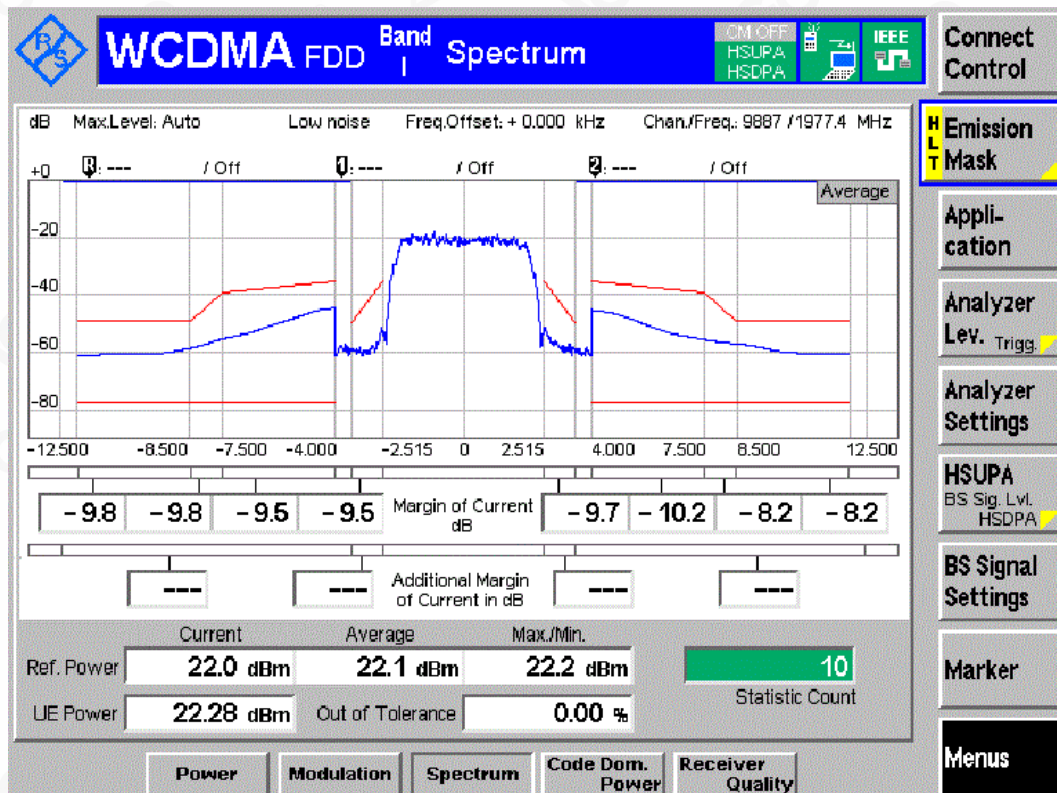 R/S
WCDMA FDD Band I Spectrum
CM OFF
HSUPA
HSDPA
IEEE
Connect Control
dB Max.Level: Auto Low noise Freq.Offset: + 0.000 kHz Chan./Freq.: 9887 /1977.4 MHz
R: --- / Off 1: --- / Off 2: --- / Off
Average
+0
-20
-40
-60
-80
-12.500 -8.500 -7.500 -4.000 -2.515 0 2.515 4.000 7.500 8.500 12.500
-9.8 -9.8 -9.5 -9.5 Margin of Current dB -9.7 -10.2 -8.2 -8.2
--- --- Additional Margin of Current in dB --- ---
Current Average Max./Min.
Ref. Power 22.0 dBm 22.1 dBm 22.2 dBm 10
Statistic Count
UE Power 22.28 dBm Out of Tolerance 0.00 %
HLT
Emission Mask
Appli-
cation
Analyzer
Lev. Trigg.
Analyzer
Settings
HSUPA
BS Sig. Lvl.
HSDPA
BS Signal
Settings
Marker
Menus
Power Modulation Spectrum Code Dom. Power Receiver Quality